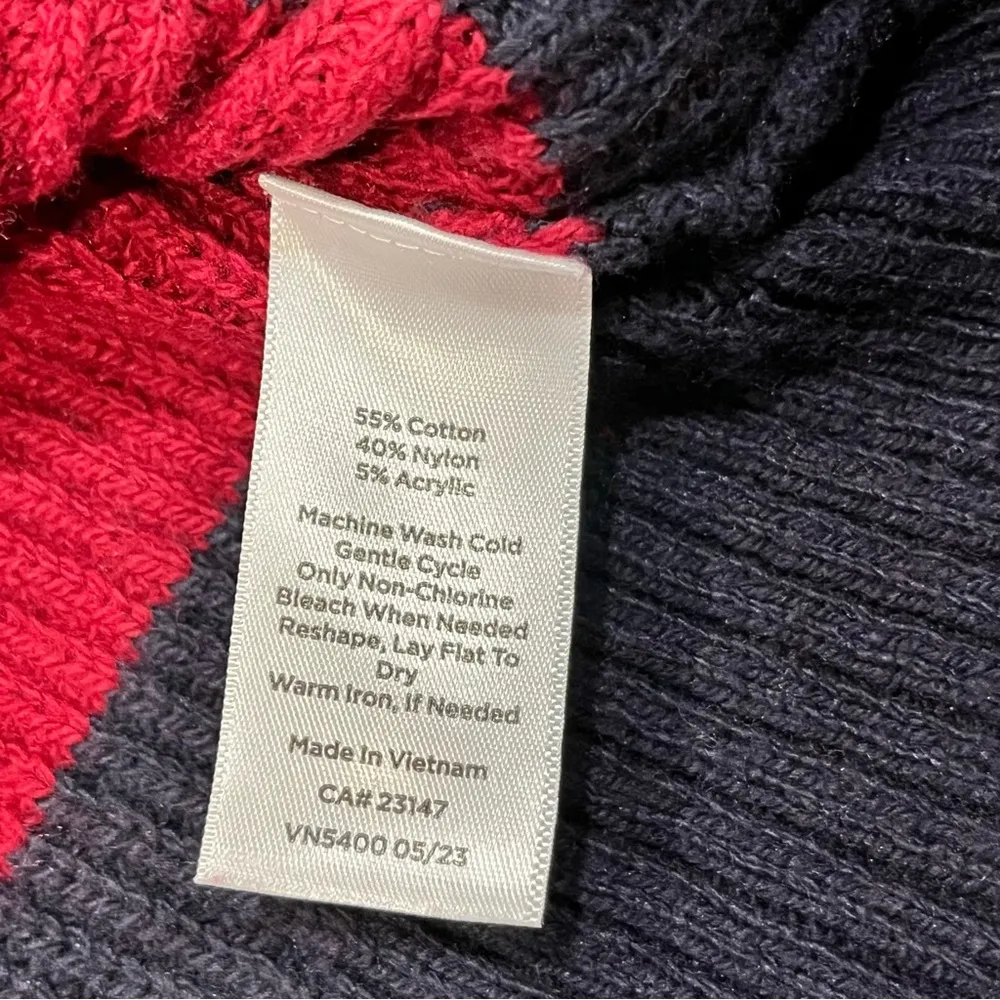 55% Cotton
40% Nylon
5% Acrylic
Machine Wash Cold
Gentle Cycle
Only Non-Chlorine
Bleach When Needed
Reshape, Lay Flat To
Dry
Warm Iron, If Needed
Made In Vietnam
CA# 23147
VN5400 05/23